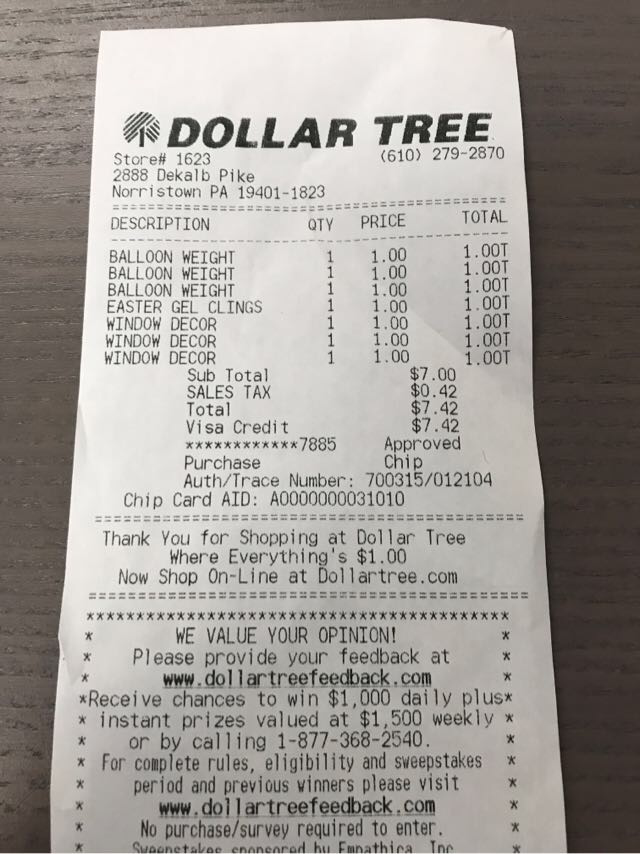 DOLLAR TREE
Store# 1623 (610) 279-2870
2888 Dekalb Pike
Norristown PA 19401-1823
================================================
DESCRIPTION QTY PRICE TOTAL
------------------------------------------------
BALLOON WEIGHT 1 1.00 1.00T
BALLOON WEIGHT 1 1.00 1.00T
BALLOON WEIGHT 1 1.00 1.00T
EASTER GEL CLINGS 1 1.00 1.00T
WINDOW DECOR 1 1.00 1.00T
WINDOW DECOR 1 1.00 1.00T
WINDOW DECOR 1 1.00 1.00T
Sub Total $7.00
SALES TAX $0.42
Total $7.42
Visa Credit $7.42
************7885 Approved
Purchase Chip
Auth/Trace Number: 700315/012104
Chip Card AID: A0000000031010
================================================
Thank You for Shopping at Dollar Tree
Where Everything's $1.00
Now Shop On-Line at Dollartree.com
================================================
******************************************
* WE VALUE YOUR OPINION! *
* Please provide your feedback at *
* www.dollartreefeedback.com *
*Receive chances to win $1,000 daily plus*
* instant prizes valued at $1,500 weekly *
* or by calling 1-877-368-2540. *
* For complete rules, eligibility and sweepstakes *
* period and previous winners please visit *
* www.dollartreefeedback.com *
* No purchase/survey required to enter. *
* Sweepstakes sponsored by Empathica, Inc *